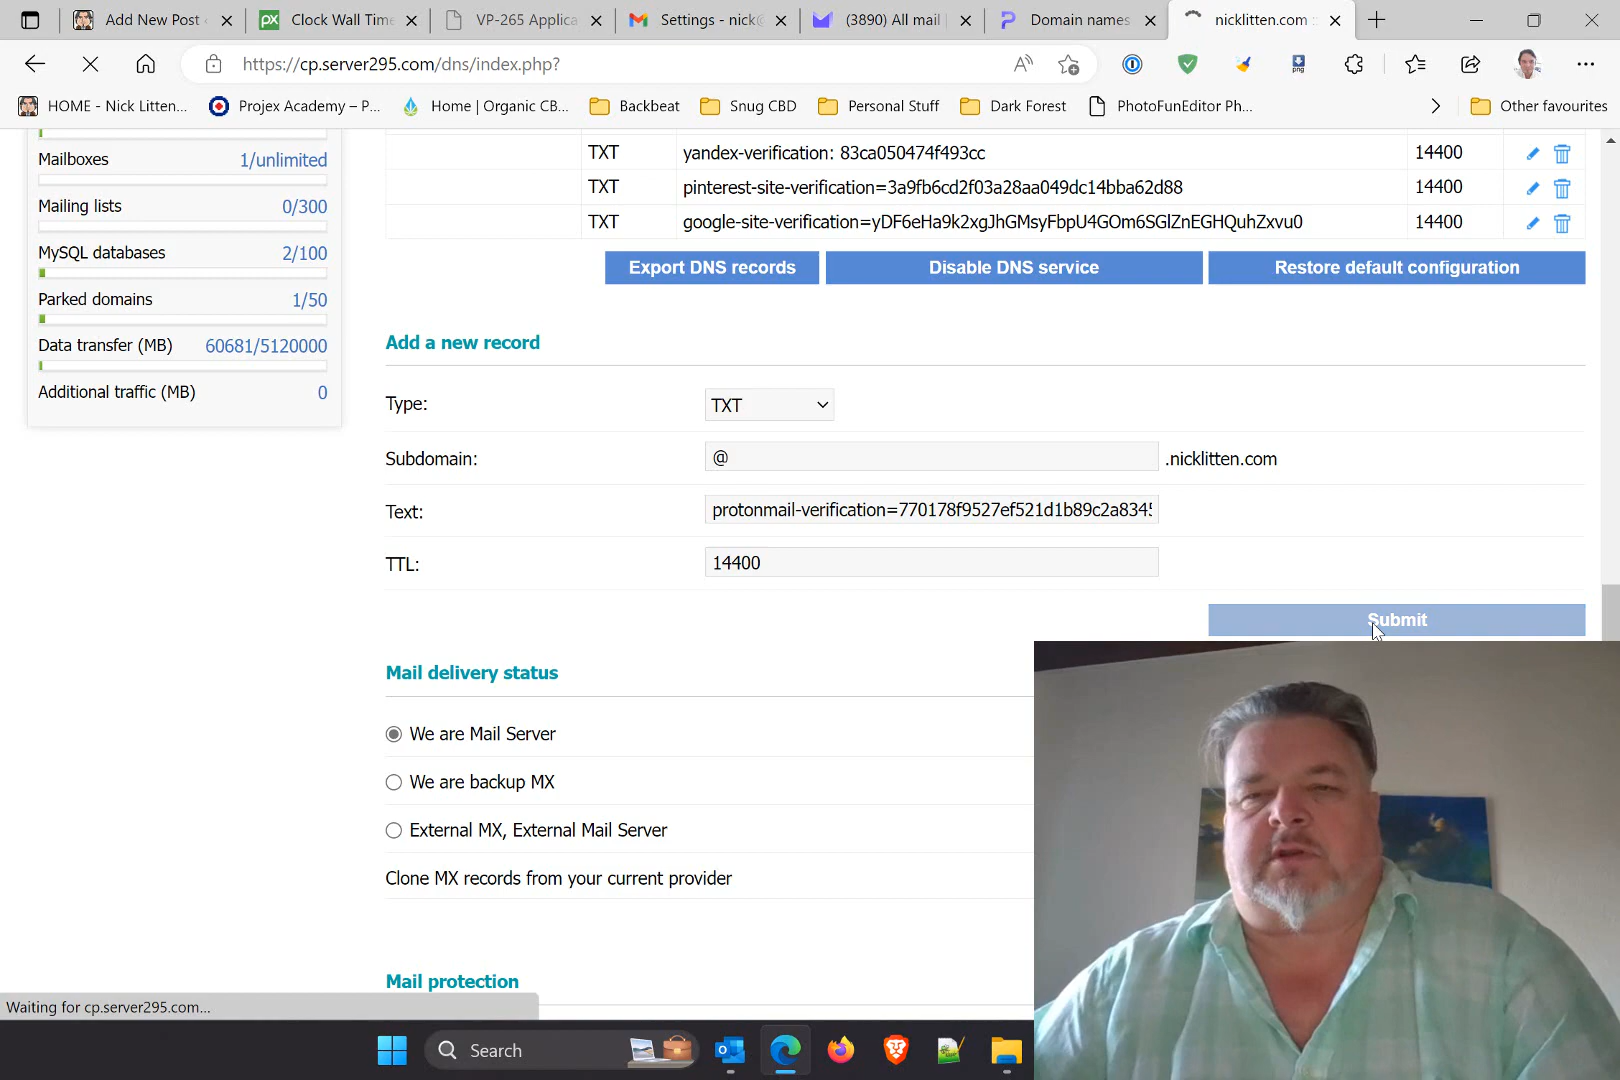 Add New Post
Clock Wall Time
VP-265 Applica
Settings - nick@
(3890) All mail
Domain names
nicklitten.com
https://cp.server295.com/dns/index.php?
HOME - Nick Litten...
Projex Academy – P...
Home | Organic CB...
Backbeat
Snug CBD
Personal Stuff
Dark Forest
PhotoFunEditor Ph...
Other favourites
Mailboxes 1/unlimited
Mailing lists 0/300
MySQL databases 2/100
Parked domains 1/50
Data transfer (MB) 60681/5120000
Additional traffic (MB) 0
TXT yandex-verification: 83ca050474f493cc 14400
TXT pinterest-site-verification=3a9fb6cd2f03a28aa049dc14bba62d88 14400
TXT google-site-verification=yDF6eHa9k2xgJhGMsyFbpU4GOm6SGlZnEGHQuhZxvu0 14400
Export DNS records
Disable DNS service
Restore default configuration
Add a new record
Type: TXT
Subdomain: @ .nicklitten.com
Text: protonmail-verification=770178f9527ef521d1b89c2a8345
TTL: 14400
Submit
Mail delivery status
We are Mail Server
We are backup MX
External MX, External Mail Server
Clone MX records from your current provider
Mail protection
Waiting for cp.server295.com...
Search